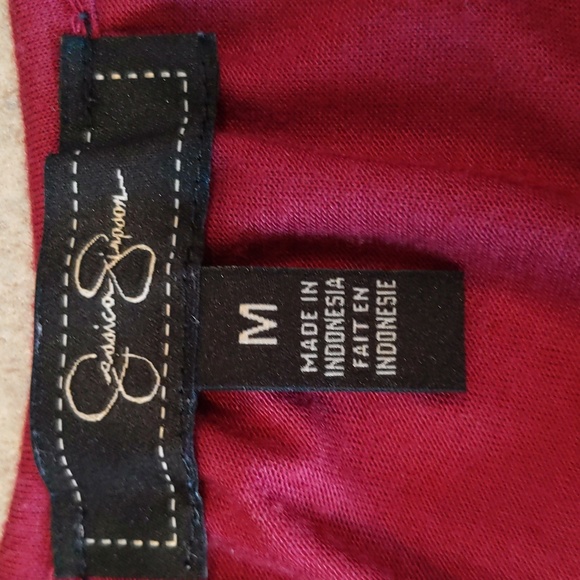 Jessica Simpson
M
MADE IN
INDONESIA
FAIT EN
INDONESIE